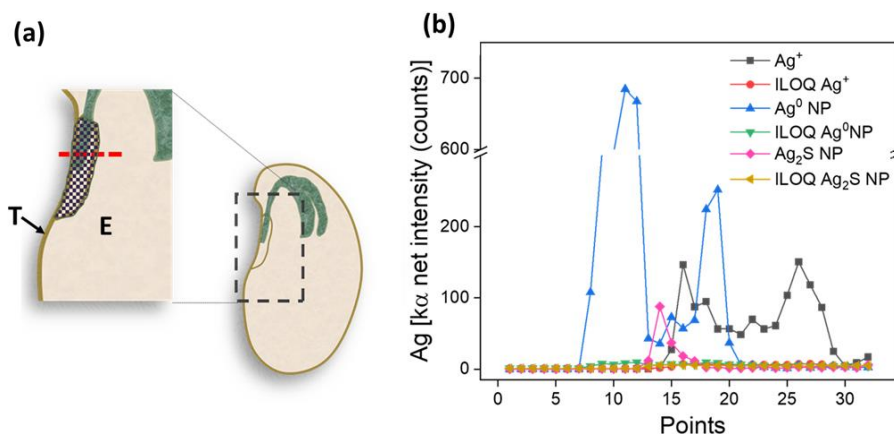 (a)
T
E
(b)
Ag [kα net intensity (counts)]
700
600
200
100
0
Ag⁺
ILOQ Ag⁺
Ag⁰ NP
ILOQ Ag⁰NP
Ag₂S NP
ILOQ Ag₂S NP
0 5 10 15 20 25 30
Points